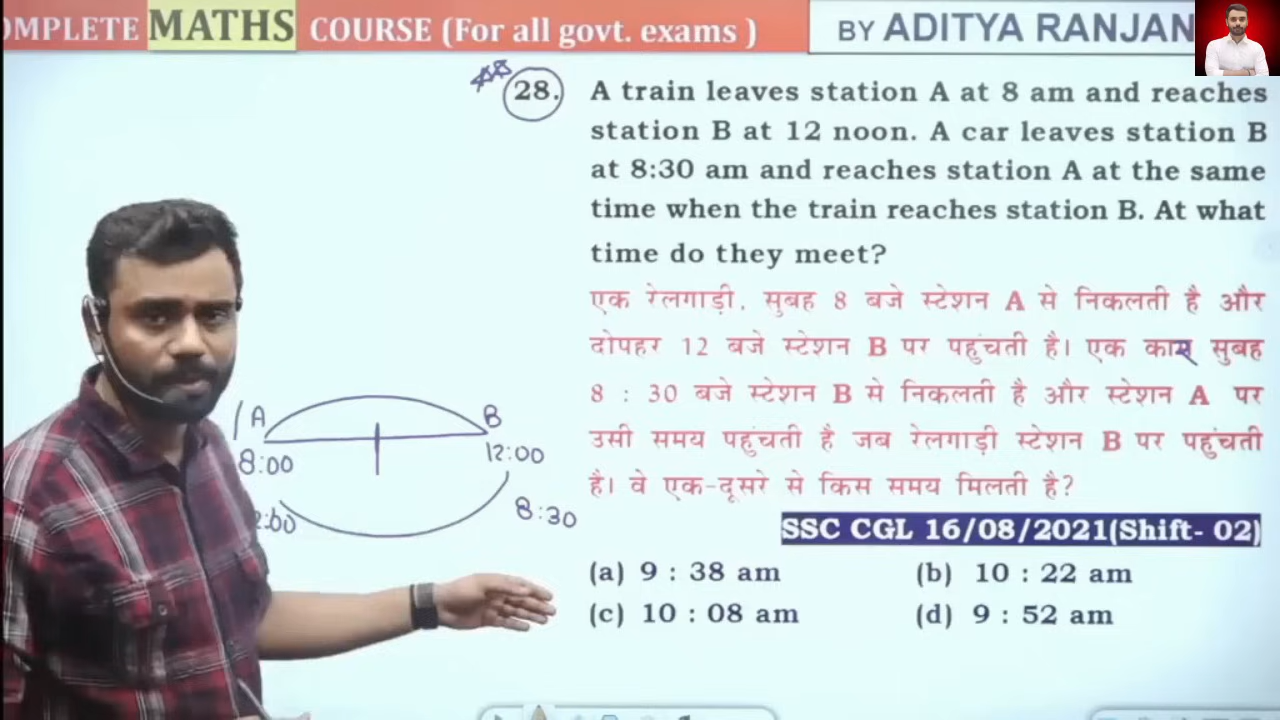 OMPLETE MATHS COURSE (For all govt. exams )
BY ADITYA RANJAN
28. A train leaves station A at 8 am and reaches
station B at 12 noon. A car leaves station B
at 8:30 am and reaches station A at the same
time when the train reaches station B. At what
time do they meet?
एक रेलगाड़ी, सुबह 8 बजे स्टेशन A से निकलती है और
दोपहर 12 बजे स्टेशन B पर पहुंचती है। एक कार सुबह
8 : 30 बजे स्टेशन B से निकलती है और स्टेशन A पर
उसी समय पहुंचती है जब रेलगाड़ी स्टेशन B पर पहुंचती
है। वे एक-दूसरे से किस समय मिलती है?
SSC CGL 16/08/2021(Shift- 02)
(a) 9 : 38 am (b) 10 : 22 am
(c) 10 : 08 am (d) 9 : 52 am
A B
8:00 12:00
2:00 8:30